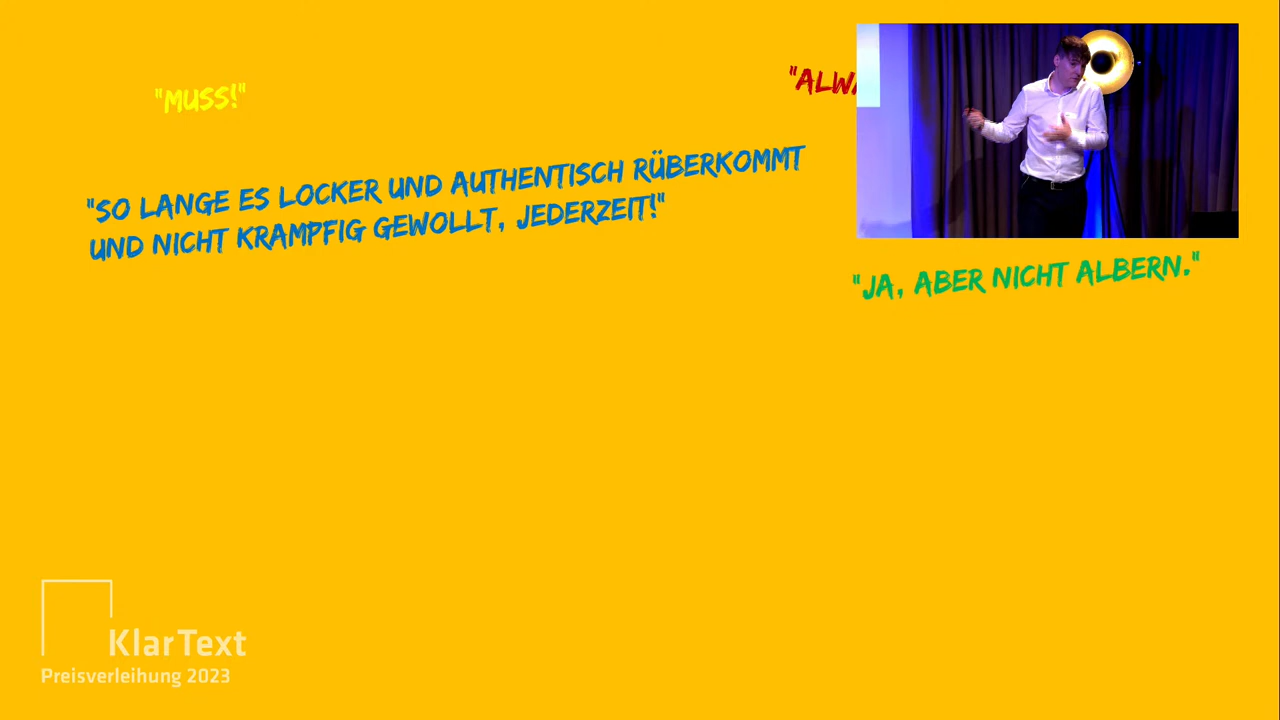 "MUSS!"
"SO LANGE ES LOCKER UND AUTHENTISCH RÜBERKOMMT
UND NICHT KRAMPFIG GEWOLLT, JEDERZEIT!"
"JA, ABER NICHT ALBERN."
KlarText
Preisverleihung 2023